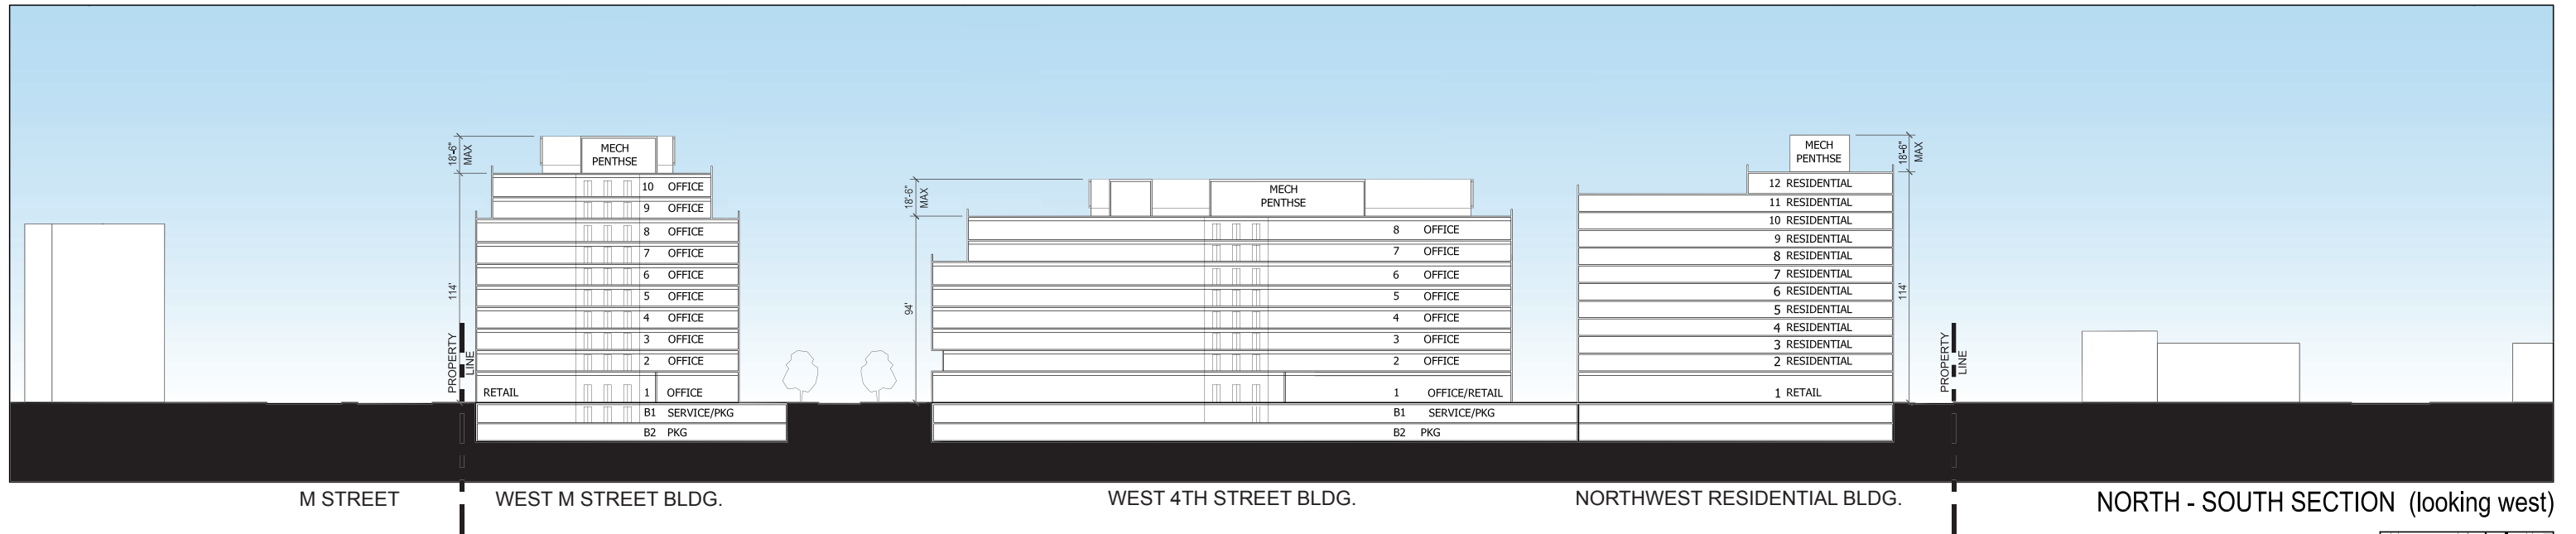 18'-6"
MAX
114'
PROPERTY
LINE
MECH
PENTHSE
10 OFFICE
9 OFFICE
8 OFFICE
7 OFFICE
6 OFFICE
5 OFFICE
4 OFFICE
3 OFFICE
2 OFFICE
RETAIL 1 OFFICE
B1 SERVICE/PKG
B2 PKG
18'-6"
MAX
94'
MECH
PENTHSE
8 OFFICE
7 OFFICE
6 OFFICE
5 OFFICE
4 OFFICE
3 OFFICE
2 OFFICE
1 OFFICE/RETAIL
B1 SERVICE/PKG
B2 PKG
MECH
PENTHSE
18'-6"
MAX
12 RESIDENTIAL
11 RESIDENTIAL
10 RESIDENTIAL
9 RESIDENTIAL
8 RESIDENTIAL
7 RESIDENTIAL
6 RESIDENTIAL
5 RESIDENTIAL
4 RESIDENTIAL
3 RESIDENTIAL
2 RESIDENTIAL
1 RETAIL
114'
PROPERTY
LINE
M STREET
WEST M STREET BLDG.
WEST 4TH STREET BLDG.
NORTHWEST RESIDENTIAL BLDG.
NORTH - SOUTH SECTION (looking west)